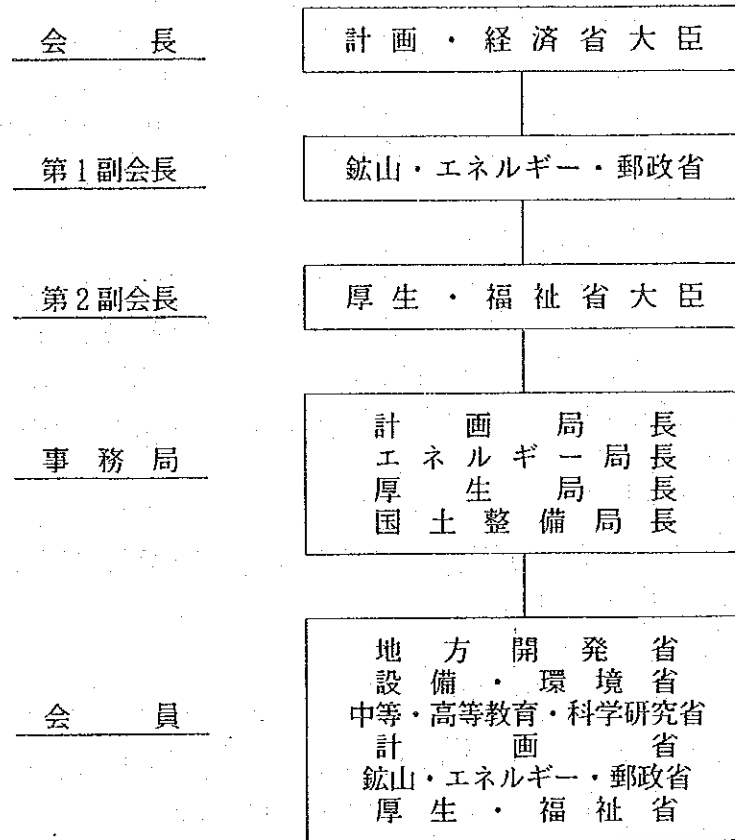 会長 計画・経済省大臣
第1副会長 鉱山・エネルギー・郵政省
第2副会長 厚生・福祉省大臣
事務局
計画局長
エネルギー局長
厚生局長
国土整備局長
会員
地方開発省
設備・環境省
中等・高等教育・科学研究省
計画省
鉱山・エネルギー・郵政省
厚生・福祉省